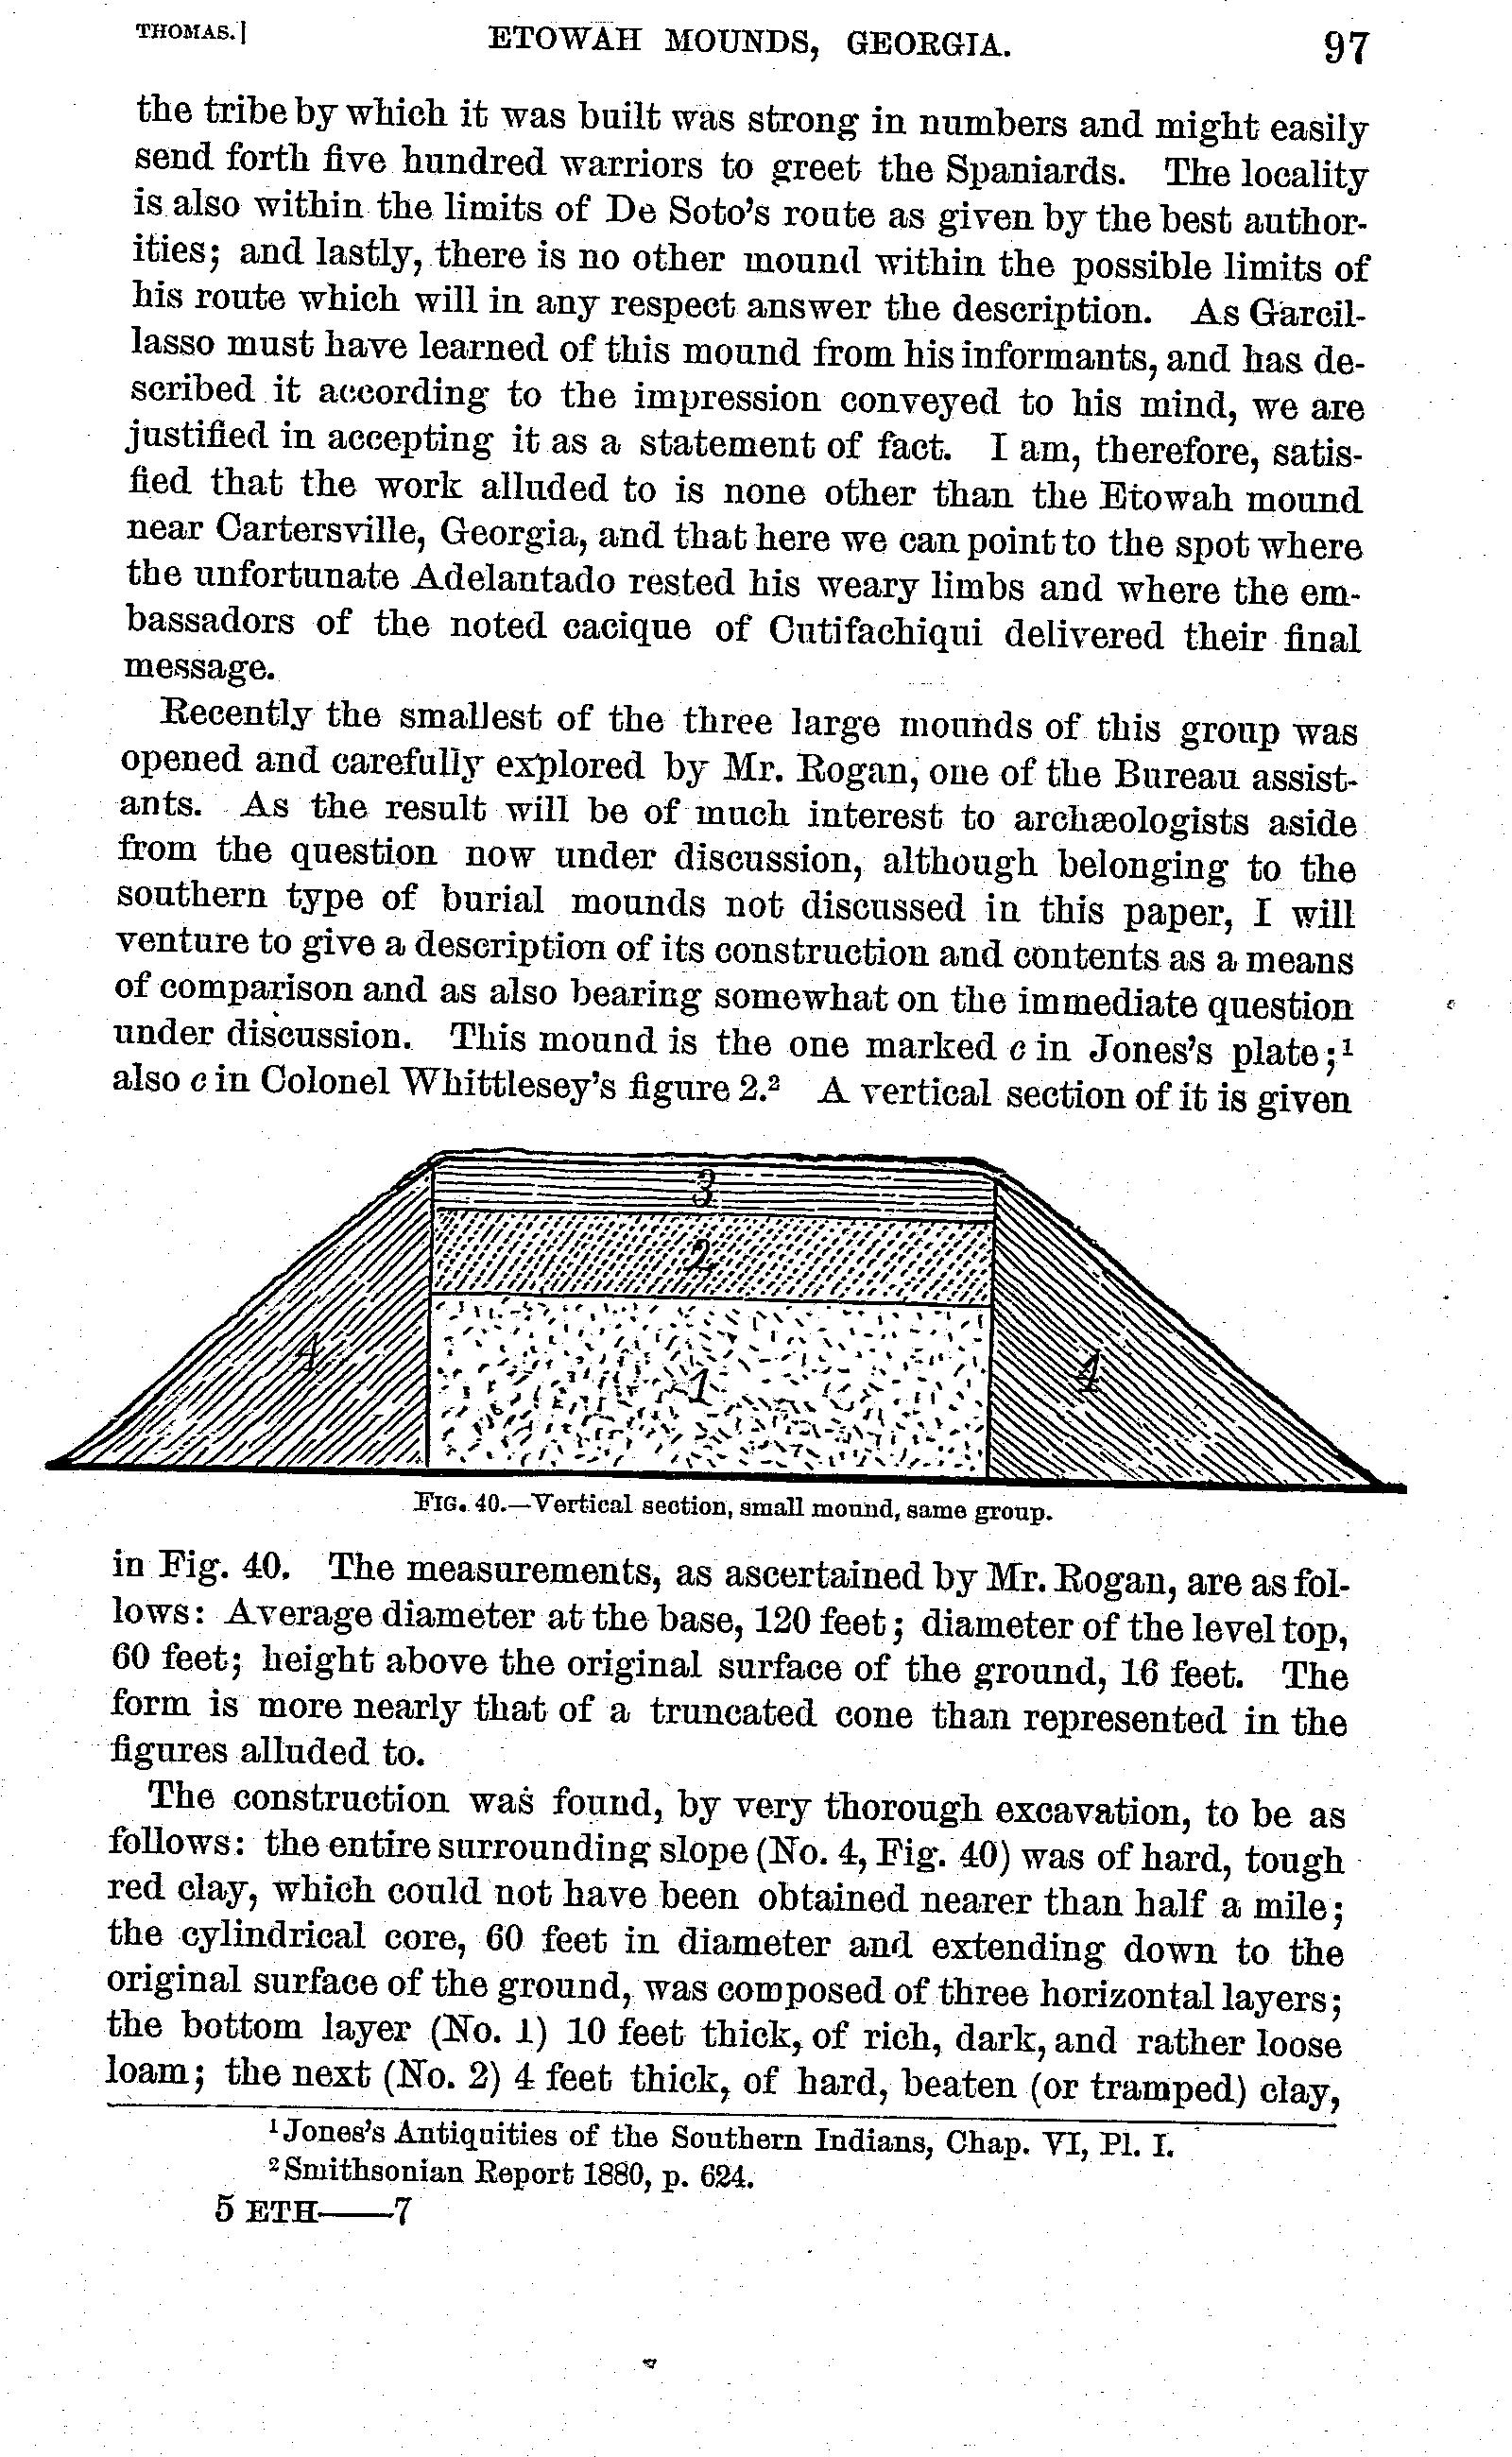 THOMAS.] ETOWAH MOUNDS, GEORGIA. 97
the tribe by which it was built was strong in numbers and might easily
send forth five hundred warriors to greet the Spaniards. The locality
is also within the limits of De Soto's route as given by the best author-
ities; and lastly, there is no other mound within the possible limits of
his route which will in any respect answer the description. As Garcil-
lasso must have learned of this mound from his informants, and has de-
scribed it according to the impression conveyed to his mind, we are
justified in accepting it as a statement of fact. I am, therefore, satis-
fied that the work alluded to is none other than the Etowah mound
near Cartersville, Georgia, and that here we can point to the spot where
the unfortunate Adelantado rested his weary limbs and where the em-
bassadors of the noted cacique of Cutifachiqui delivered their final
message.
Recently the smallest of the three large mounds of this group was
opened and carefully explored by Mr. Rogan, one of the Bureau assist-
ants. As the result will be of much interest to archæologists aside
from the question now under discussion, although belonging to the
southern type of burial mounds not discussed in this paper, I will
venture to give a description of its construction and contents as a means
of comparison and as also bearing somewhat on the immediate question
under discussion. This mound is the one marked c in Jones's plate;¹
also c in Colonel Whittlesey's figure 2.² A vertical section of it is given
3
2
4 1 4
FIG. 40.—Vertical section, small mound, same group.
in Fig. 40. The measurements, as ascertained by Mr. Rogan, are as fol-
lows: Average diameter at the base, 120 feet; diameter of the level top,
60 feet; height above the original surface of the ground, 16 feet. The
form is more nearly that of a truncated cone than represented in the
figures alluded to.
The construction was found, by very thorough excavation, to be as
follows: the entire surrounding slope (No. 4, Fig. 40) was of hard, tough
red clay, which could not have been obtained nearer than half a mile;
the cylindrical core, 60 feet in diameter and extending down to the
original surface of the ground, was composed of three horizontal layers;
the bottom layer (No. 1) 10 feet thick, of rich, dark, and rather loose
loam; the next (No. 2) 4 feet thick, of hard, beaten (or tramped) clay,
¹Jones's Antiquities of the Southern Indians, Chap. VI, Pl. I.
²Smithsonian Report 1880, p. 624.
5 ETH——7